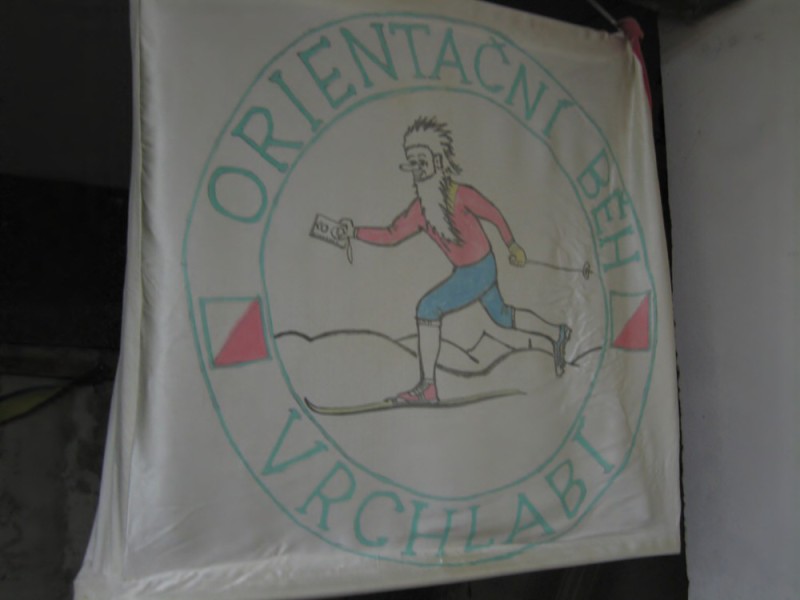 ORIENTAČNÍ BĚH
VRCHLABÍ